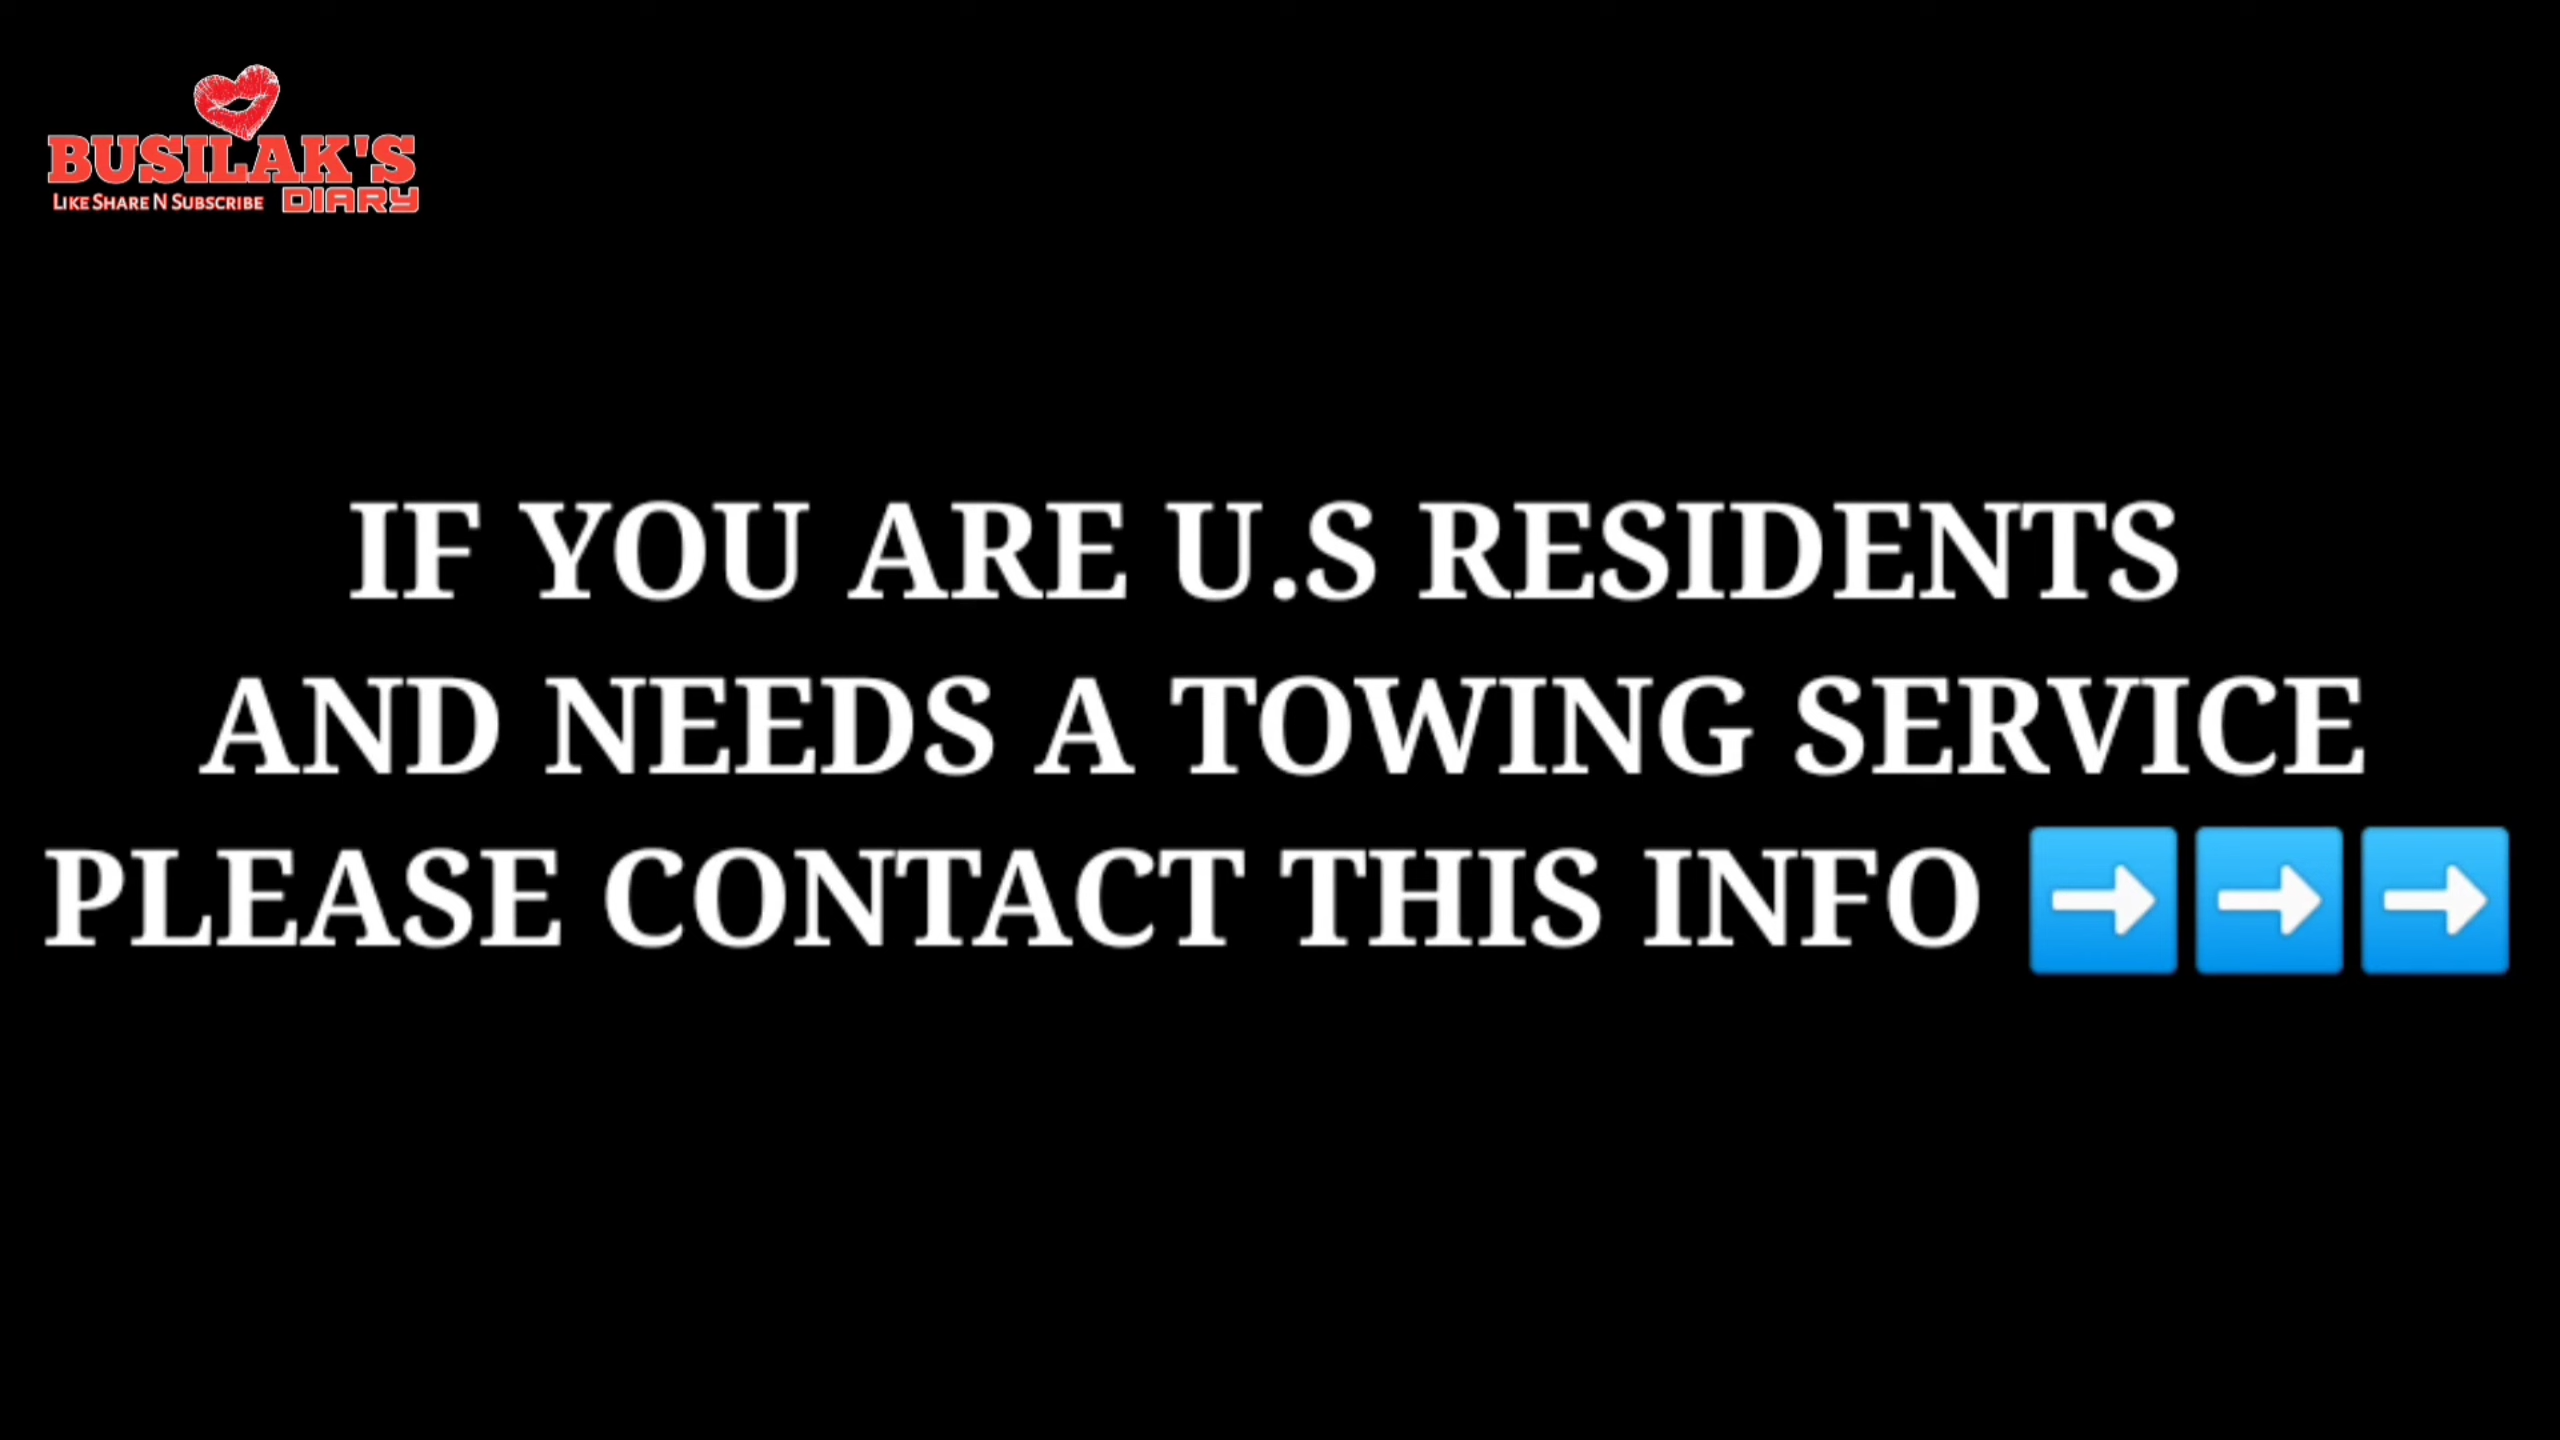 BUSILAK'S
LIKE SHARE N SUBSCRIBE DIARY
IF YOU ARE U.S RESIDENTS
AND NEEDS A TOWING SERVICE
PLEASE CONTACT THIS INFO ➡️➡️➡️